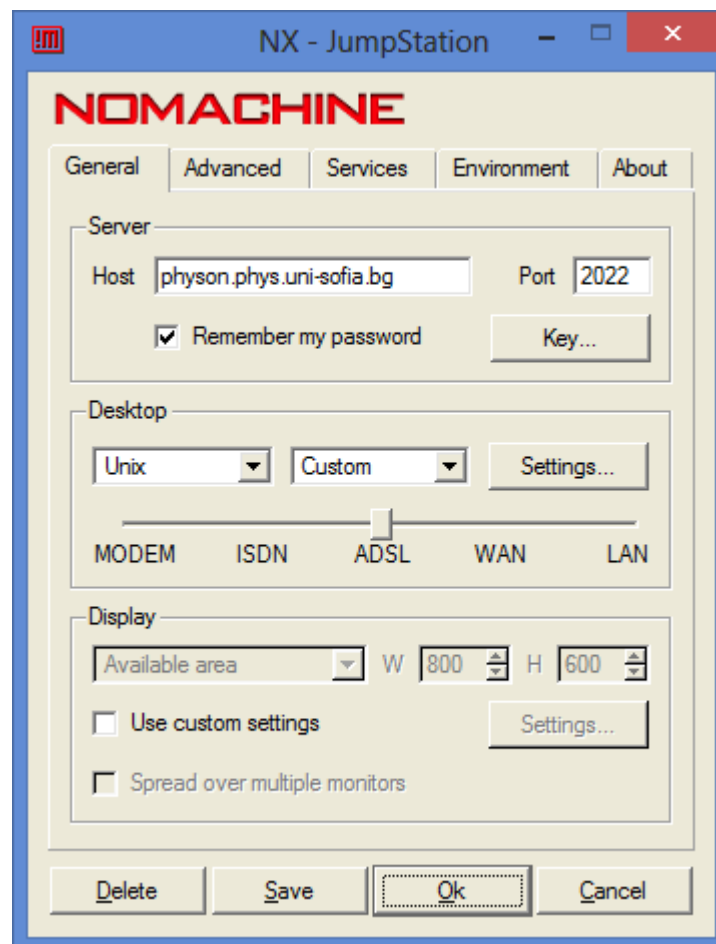 !M NX - JumpStation
NOMACHINE
General Advanced Services Environment About
Server
Host physon.phys.uni-sofia.bg Port 2022
Remember my password Key...
Desktop
Unix Custom Settings...
MODEM ISDN ADSL WAN LAN
Display
Available area W 800 H 600
Use custom settings Settings...
Spread over multiple monitors
Delete Save Ok Cancel